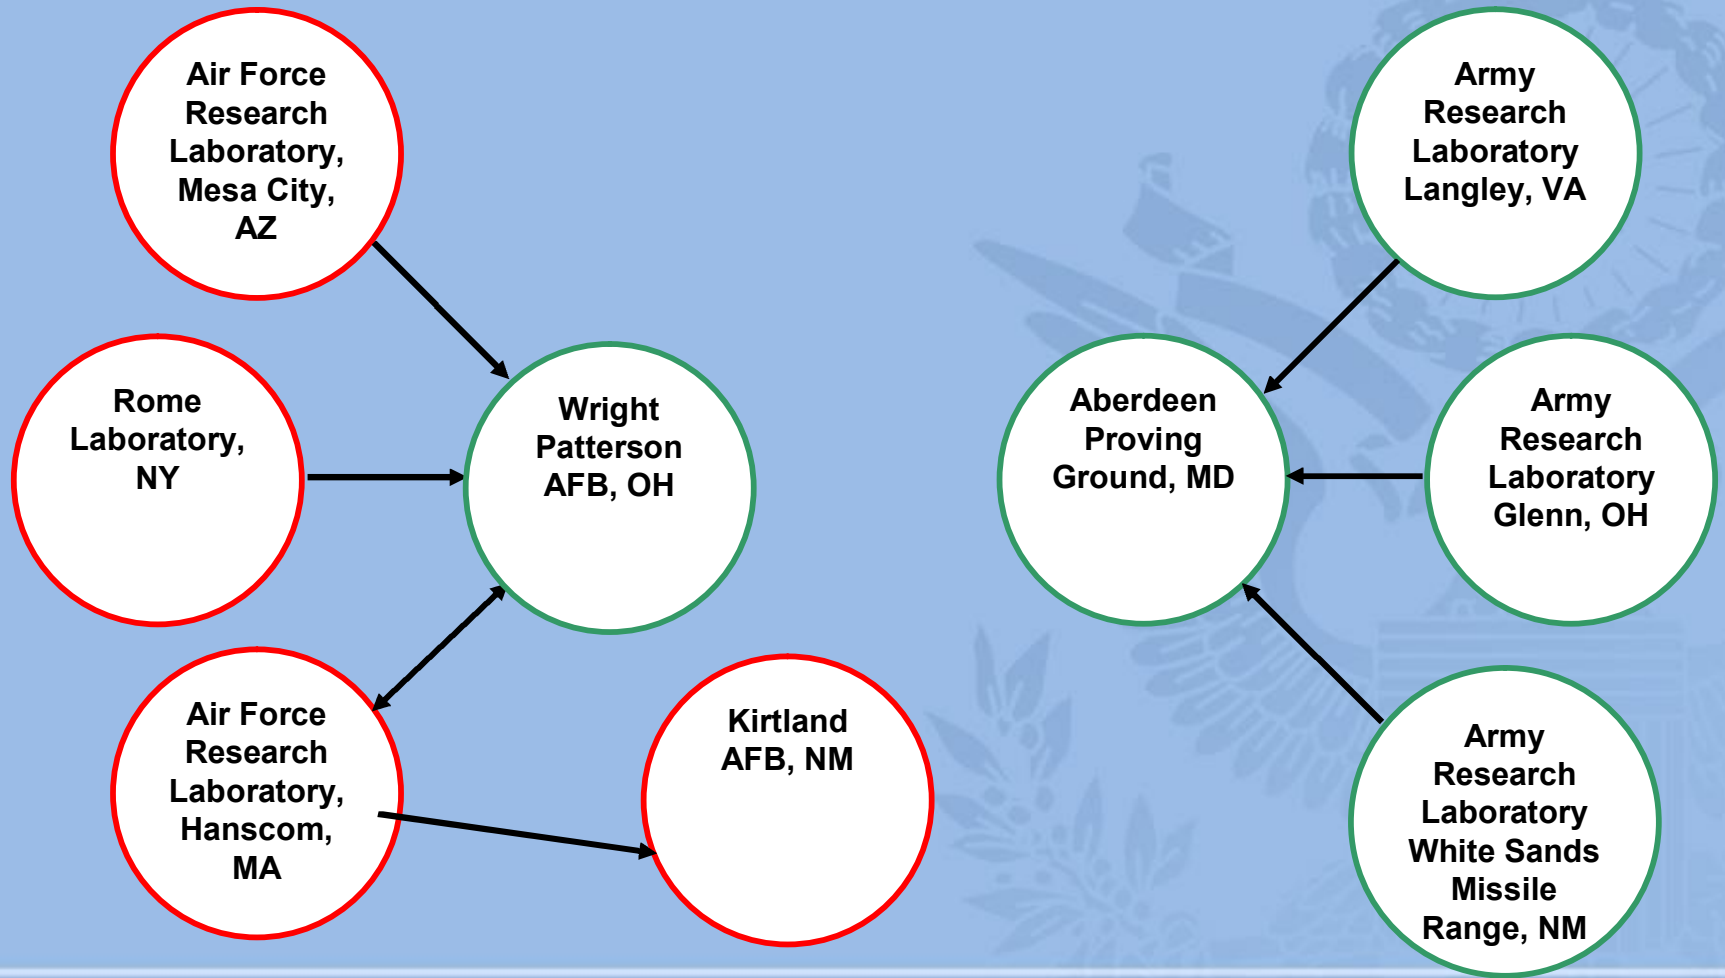 Air Force
Research
Laboratory,
Mesa City,
AZ
Rome
Laboratory,
NY
Wright
Patterson
AFB, OH
Air Force
Research
Laboratory,
Hanscom,
MA
Kirtland
AFB, NM
Army
Research
Laboratory
Langley, VA
Aberdeen
Proving
Ground, MD
Army
Research
Laboratory
Glenn, OH
Army
Research
Laboratory
White Sands
Missile
Range, NM